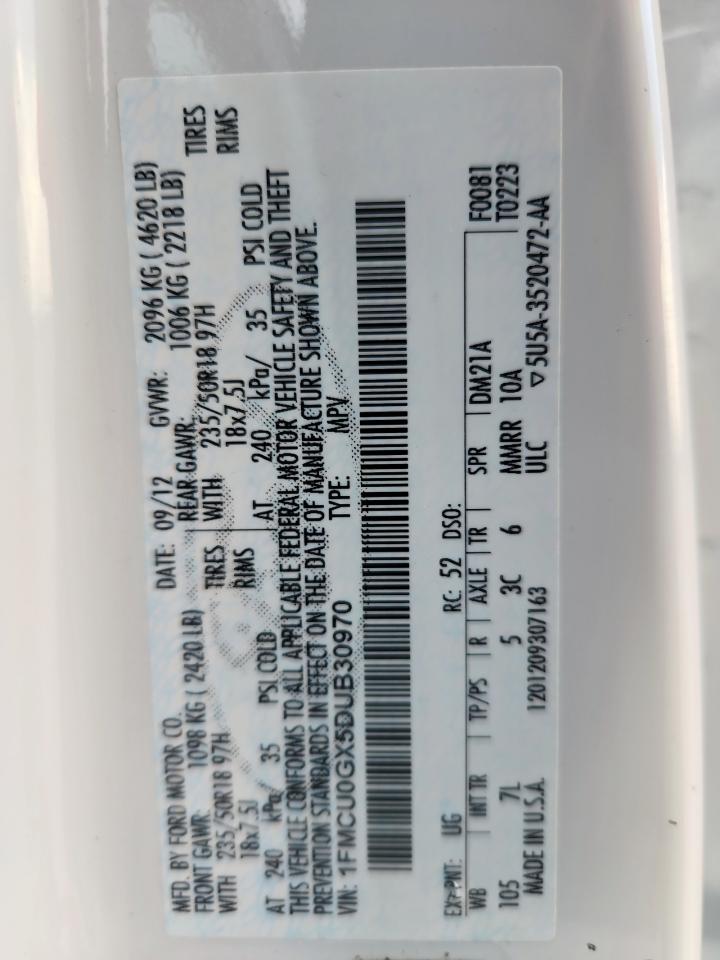 MFD. BY FORD MOTOR CO. DATE: 09/12 GVWR: 2096 KG ( 4620 LB)
FRONT GAWR: 1098 KG ( 2420 LB) REAR GAWR: 1006 KG ( 2218 LB)
WITH 235/50R18 97H TIRES WITH 235/50R18 97H TIRES
18x7.5J RIMS 18x7.5J RIMS
AT 240 kPa/ 35 PSI COLD AT 240 kPa/ 35 PSI COLD
THIS VEHICLE CONFORMS TO ALL APPLICABLE FEDERAL MOTOR VEHICLE SAFETY AND THEFT
PREVENTION STANDARDS IN EFFECT ON THE DATE OF MANUFACTURE SHOWN ABOVE.
VIN: 1FMCU0GX5DUB30970 TYPE: MPV
EXT PNT: UG RC: 52 DSO: F0081
WB INT TR TP/PS R AXLE TR SPR DM21A T0223
105 7L 5 3C 6 MMRR 10A
MADE IN U.S.A. 1201209307163 ULC ▽5U5A-3520472-AA